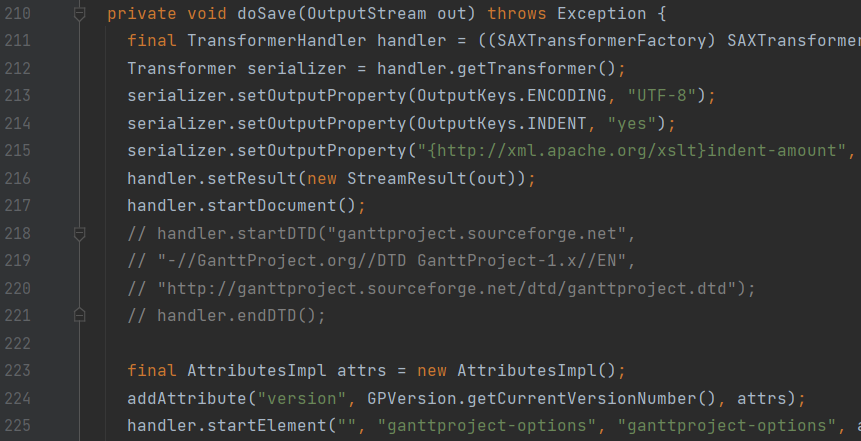 210 private void doSave(OutputStream out) throws Exception {
211 final TransformerHandler handler = ((SAXTransformerFactory) SAXTransformer
212 Transformer serializer = handler.getTransformer();
213 serializer.setOutputProperty(OutputKeys.ENCODING, "UTF-8");
214 serializer.setOutputProperty(OutputKeys.INDENT, "yes");
215 serializer.setOutputProperty("{http://xml.apache.org/xslt}indent-amount",
216 handler.setResult(new StreamResult(out));
217 handler.startDocument();
218 // handler.startDTD("ganttproject.sourceforge.net",
219 // "-//GanttProject.org//DTD GanttProject-1.x//EN",
220 // "http://ganttproject.sourceforge.net/dtd/ganttproject.dtd");
221 // handler.endDTD();
222
223 final AttributesImpl attrs = new AttributesImpl();
224 addAttribute("version", GPVersion.getCurrentVersionNumber(), attrs);
225 handler.startElement("", "ganttproject-options", "ganttproject-options",